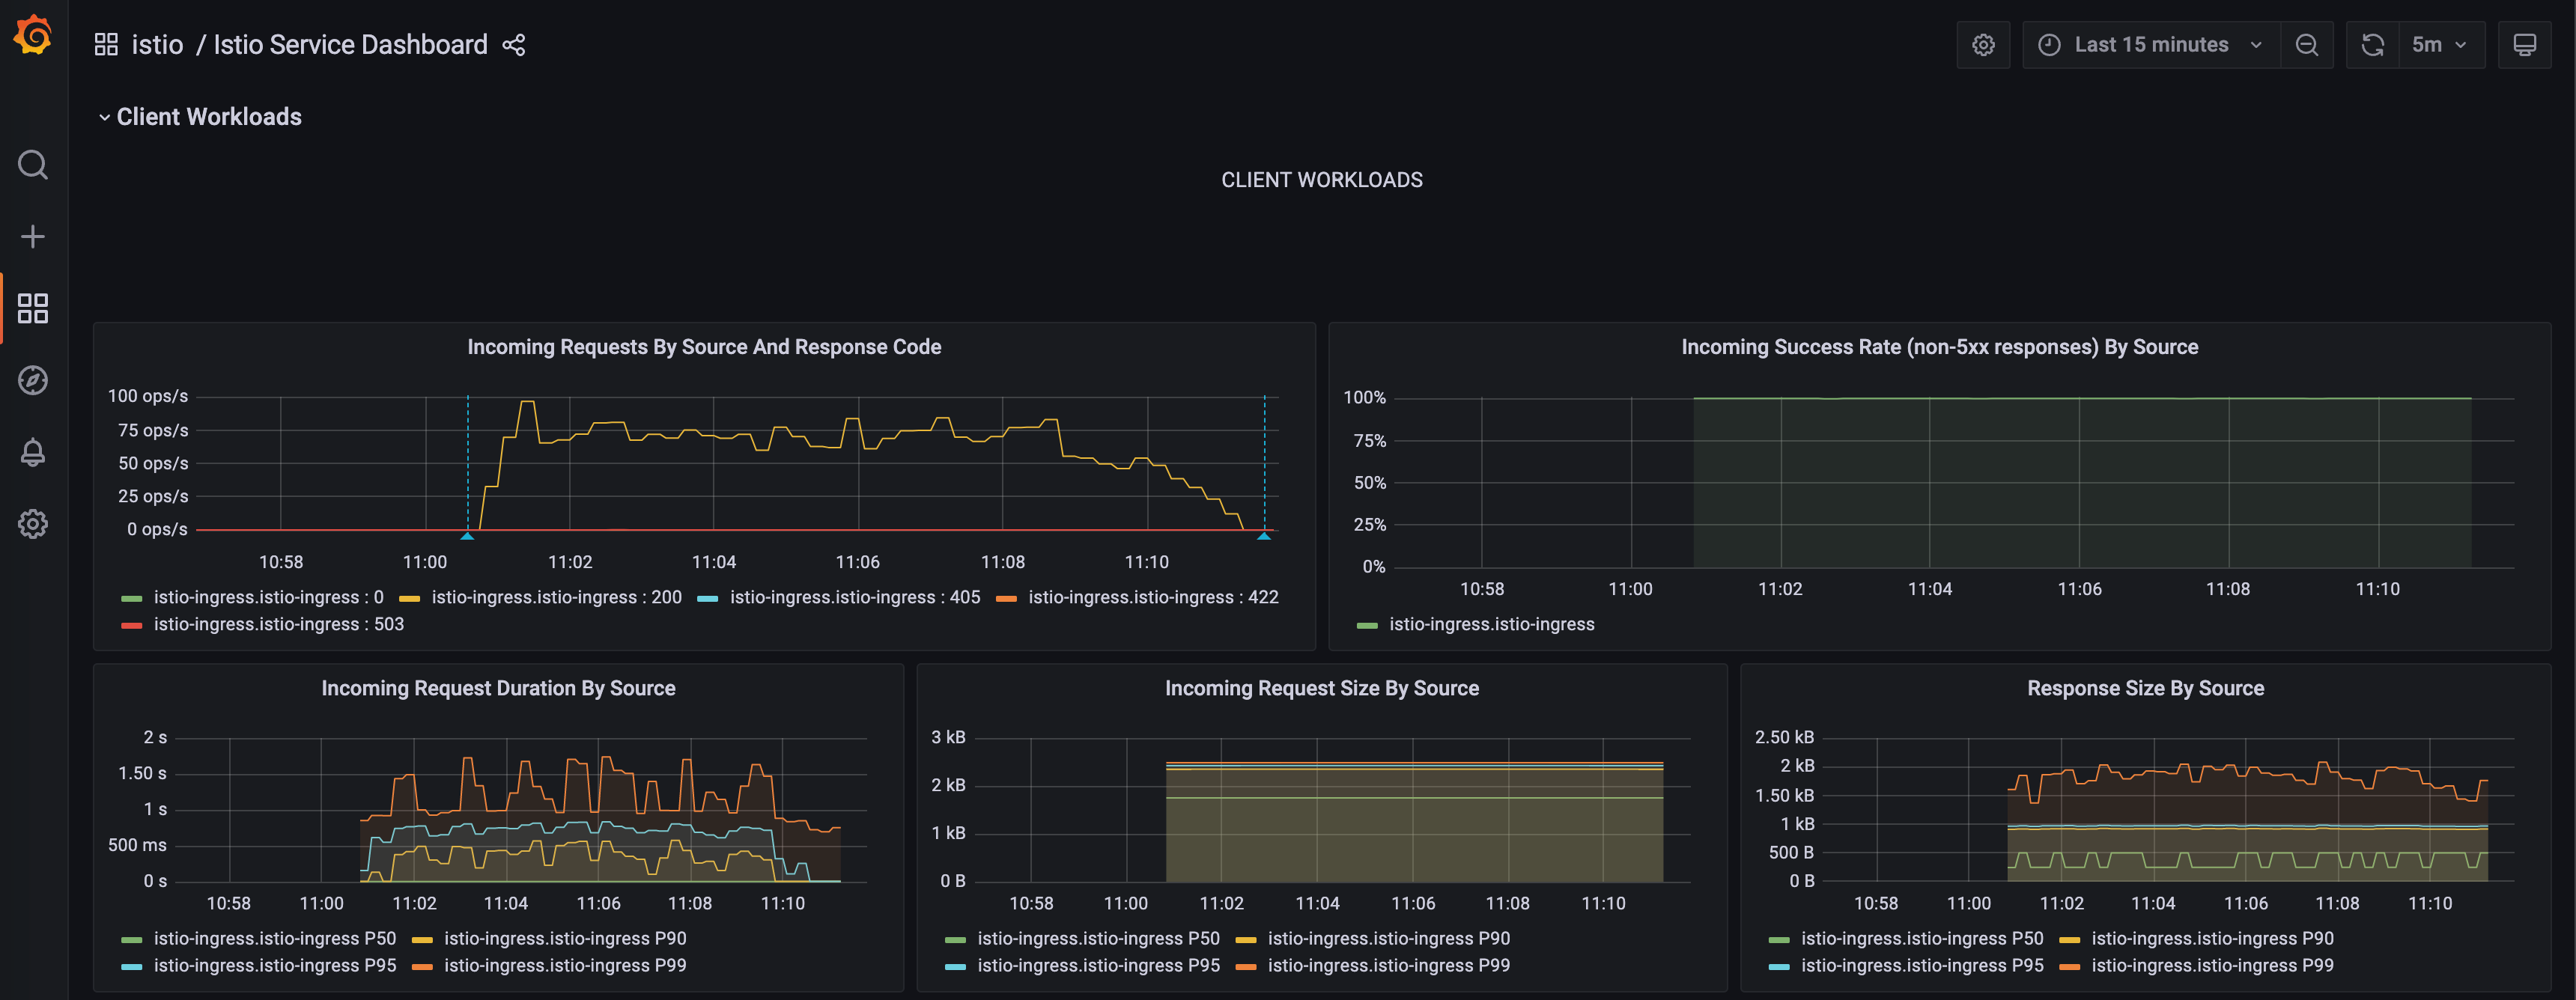 istio / Istio Service Dashboard
Last 15 minutes
5m
Client Workloads
CLIENT WORKLOADS
Incoming Requests By Source And Response Code
100 ops/s
75 ops/s
50 ops/s
25 ops/s
0 ops/s
10:58 11:00 11:02 11:04 11:06 11:08 11:10
istio-ingress.istio-ingress : 0 istio-ingress.istio-ingress : 200 istio-ingress.istio-ingress : 405 istio-ingress.istio-ingress : 422
istio-ingress.istio-ingress : 503
Incoming Success Rate (non-5xx responses) By Source
100%
75%
50%
25%
0%
10:58 11:00 11:02 11:04 11:06 11:08 11:10
istio-ingress.istio-ingress
Incoming Request Duration By Source
2 s
1.50 s
1 s
500 ms
0 s
10:58 11:00 11:02 11:04 11:06 11:08 11:10
istio-ingress.istio-ingress P50 istio-ingress.istio-ingress P90
istio-ingress.istio-ingress P95 istio-ingress.istio-ingress P99
Incoming Request Size By Source
3 kB
2 kB
1 kB
0 B
10:58 11:00 11:02 11:04 11:06 11:08 11:10
istio-ingress.istio-ingress P50 istio-ingress.istio-ingress P90
istio-ingress.istio-ingress P95 istio-ingress.istio-ingress P99
Response Size By Source
2.50 kB
2 kB
1.50 kB
1 kB
500 B
0 B
10:58 11:00 11:02 11:04 11:06 11:08 11:10
istio-ingress.istio-ingress P50 istio-ingress.istio-ingress P90
istio-ingress.istio-ingress P95 istio-ingress.istio-ingress P99